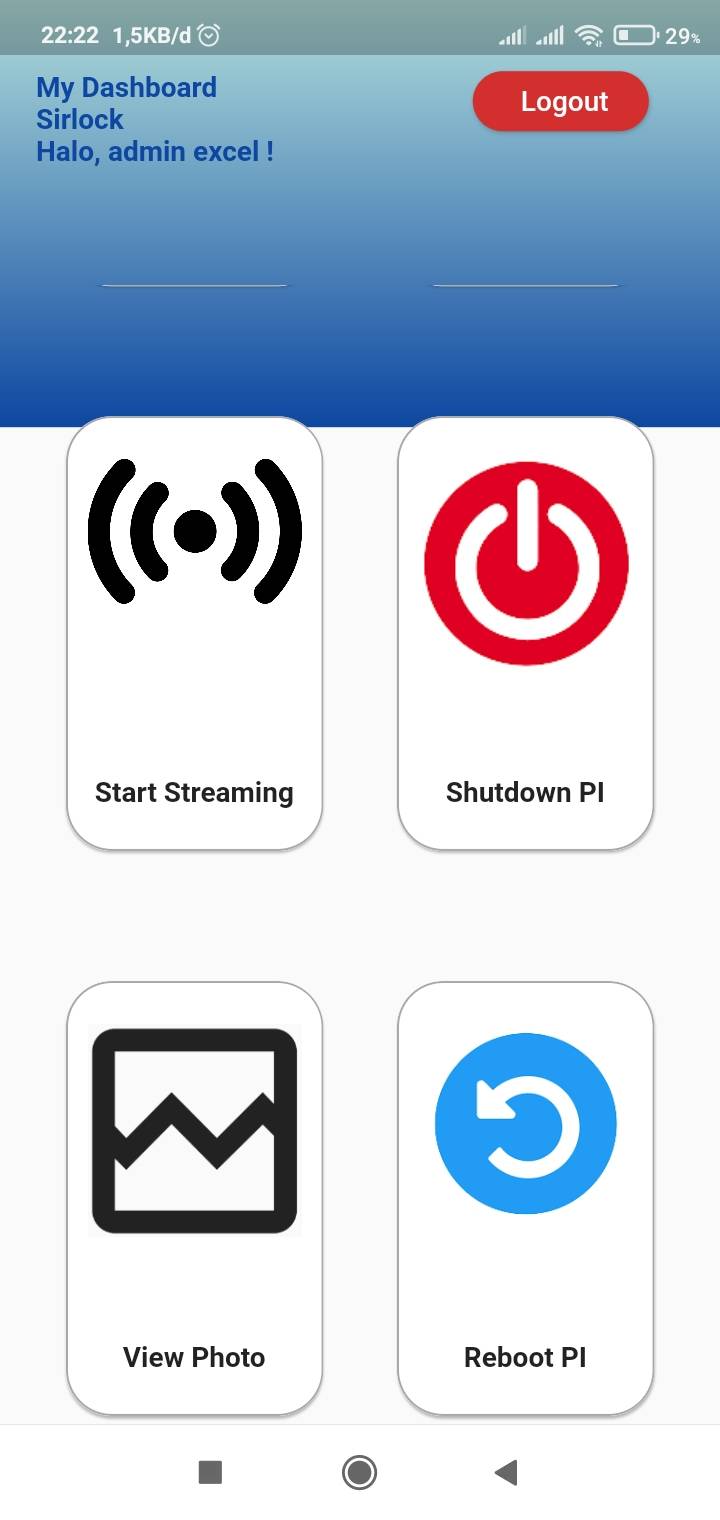 22:22 1,5KB/d
29%
My Dashboard
Sirlock
Halo, admin excel !
Logout
Start Streaming
Shutdown PI
View Photo
Reboot PI